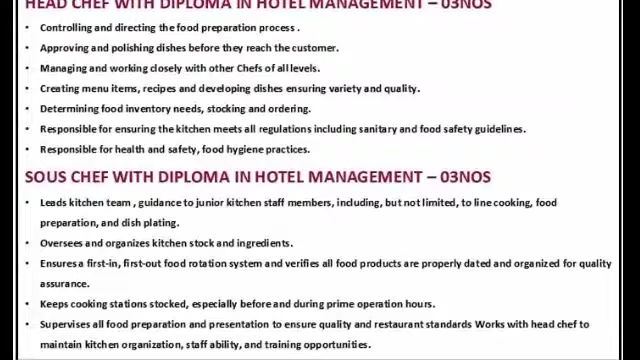 HEAD CHEF WITH DIPLOMA IN HOTEL MANAGEMENT – 03NOS
• Controlling and directing the food preparation process .
• Approving and polishing dishes before they reach the customer.
• Managing and working closely with other Chefs of all levels.
• Creating menu items, recipes and developing dishes ensuring variety and quality.
• Determining food inventory needs, stocking and ordering.
• Responsible for ensuring the kitchen meets all regulations including sanitary and food safety guidelines.
• Responsible for health and safety, food hygiene practices.
SOUS CHEF WITH DIPLOMA IN HOTEL MANAGEMENT – 03NOS
• Leads kitchen team , guidance to junior kitchen staff members, including, but not limited, to line cooking, food
preparation, and dish plating.
• Oversees and organizes kitchen stock and ingredients.
• Ensures a first-in, first-out food rotation system and verifies all food products are properly dated and organized for quality
assurance.
• Keeps cooking stations stocked, especially before and during prime operation hours.
• Supervises all food preparation and presentation to ensure quality and restaurant standards Works with head chef to
maintain kitchen organization, staff ability, and training opportunities.